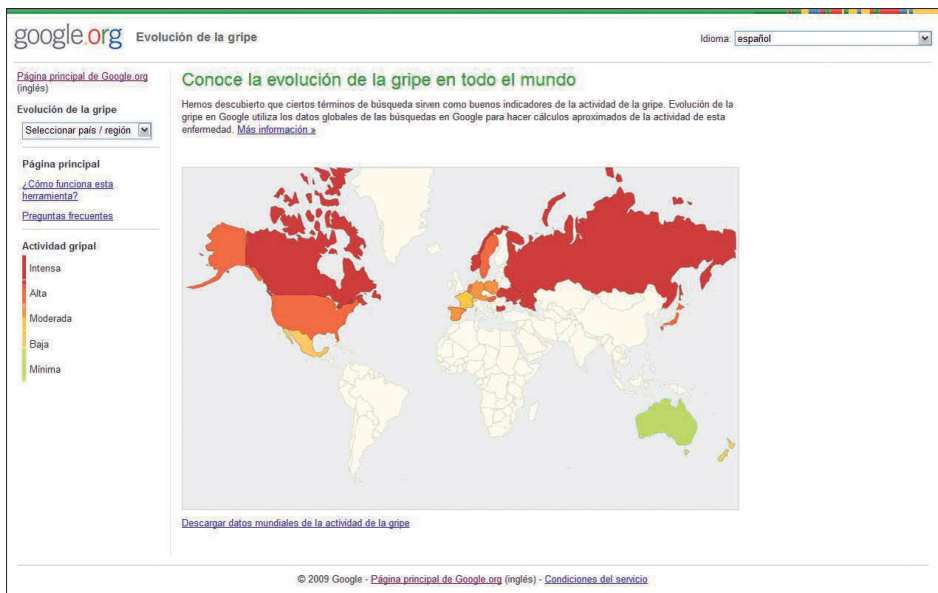 google.org Evolución de la gripe
Idioma: español
Página principal de Google.org
(inglés)
Evolución de la gripe
Seleccionar país / región
Página principal
¿Cómo funciona esta
herramienta?
Preguntas frecuentes
Actividad gripal
Intensa
Alta
Moderada
Baja
Mínima
Conoce la evolución de la gripe en todo el mundo
Hemos descubierto que ciertos términos de búsqueda sirven como buenos indicadores de la actividad de la gripe. Evolución de la
gripe en Google utiliza los datos globales de las búsquedas en Google para hacer cálculos aproximados de la actividad de esta
enfermedad. Más información »
Descargar datos mundiales de la actividad de la gripe
© 2009 Google - Página principal de Google.org (inglés) - Condiciones del servicio